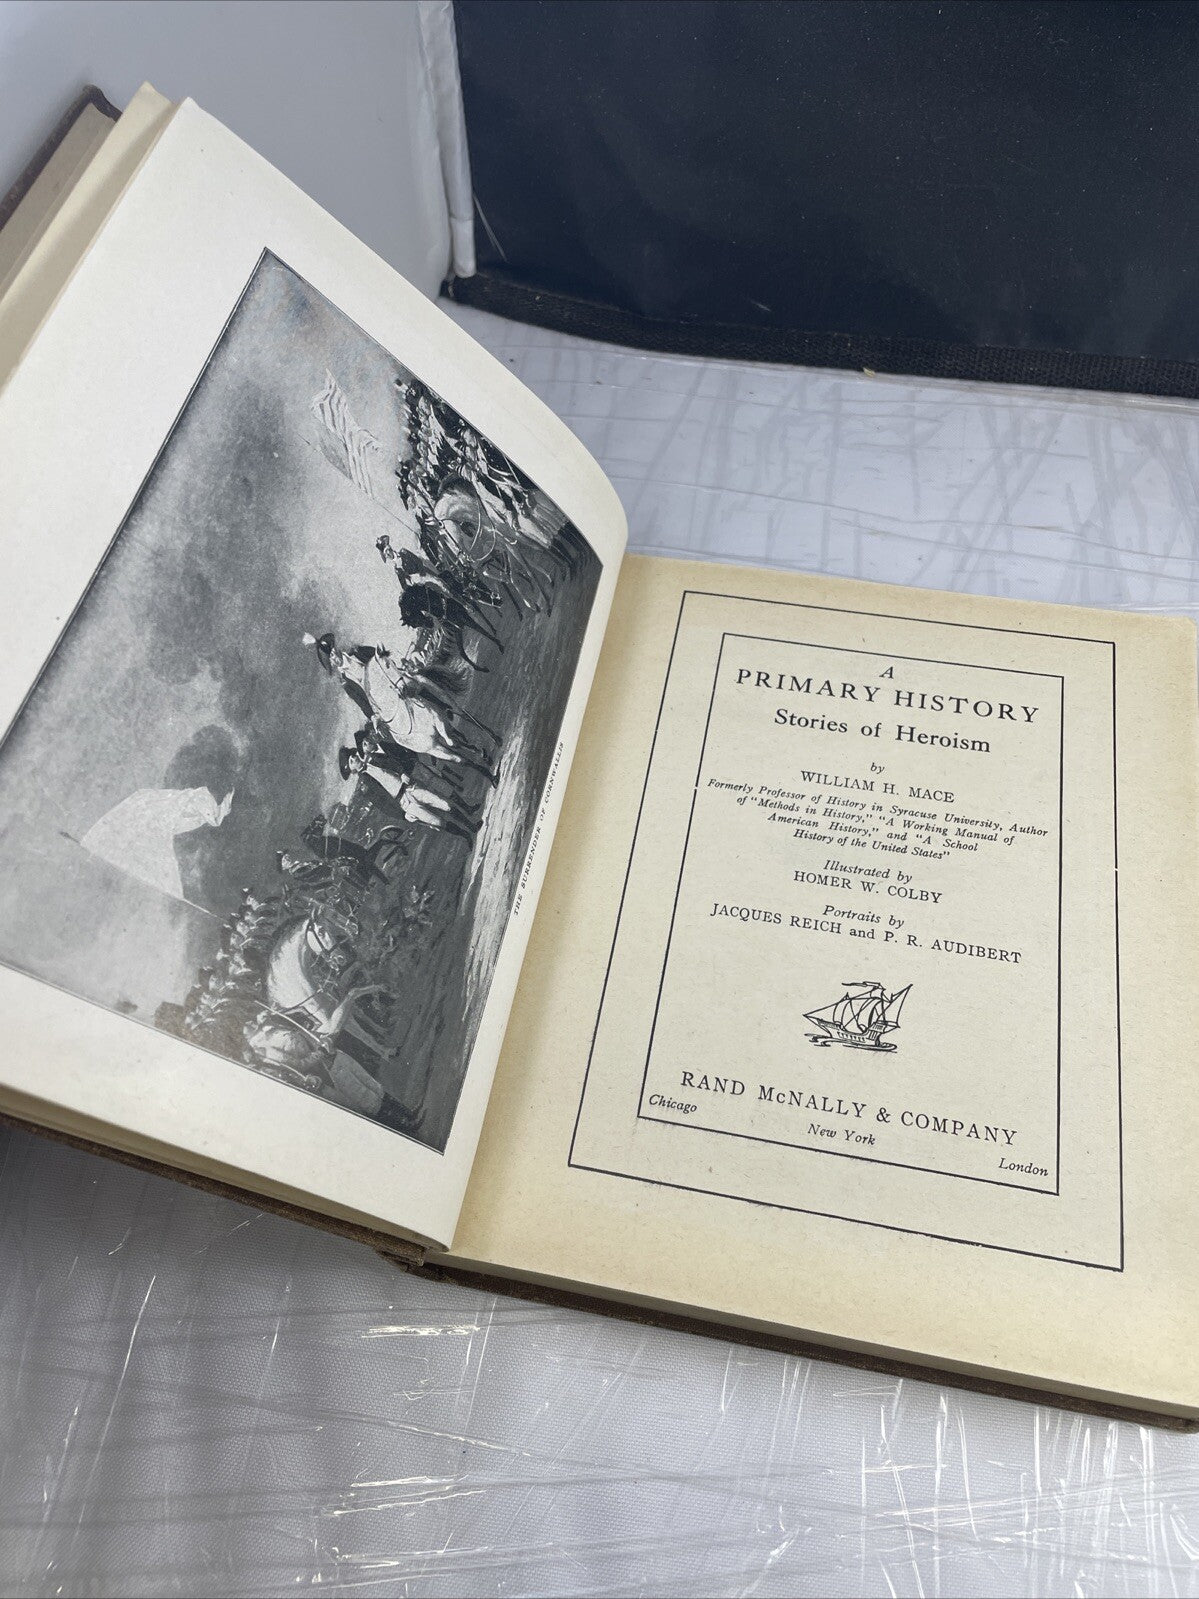 THE SURRENDER OF CORNWALLIS
A
PRIMARY HISTORY
Stories of Heroism
by
WILLIAM H. MACE
Formerly Professor of History in Syracuse University, Author
of "Methods in History," "A Working Manual of
American History," and "A School
History of the United States"
Illustrated by
HOMER W. COLBY
Portraits by
JACQUES REICH and P. R. AUDIBERT
RAND McNALLY & COMPANY
Chicago
New York
London